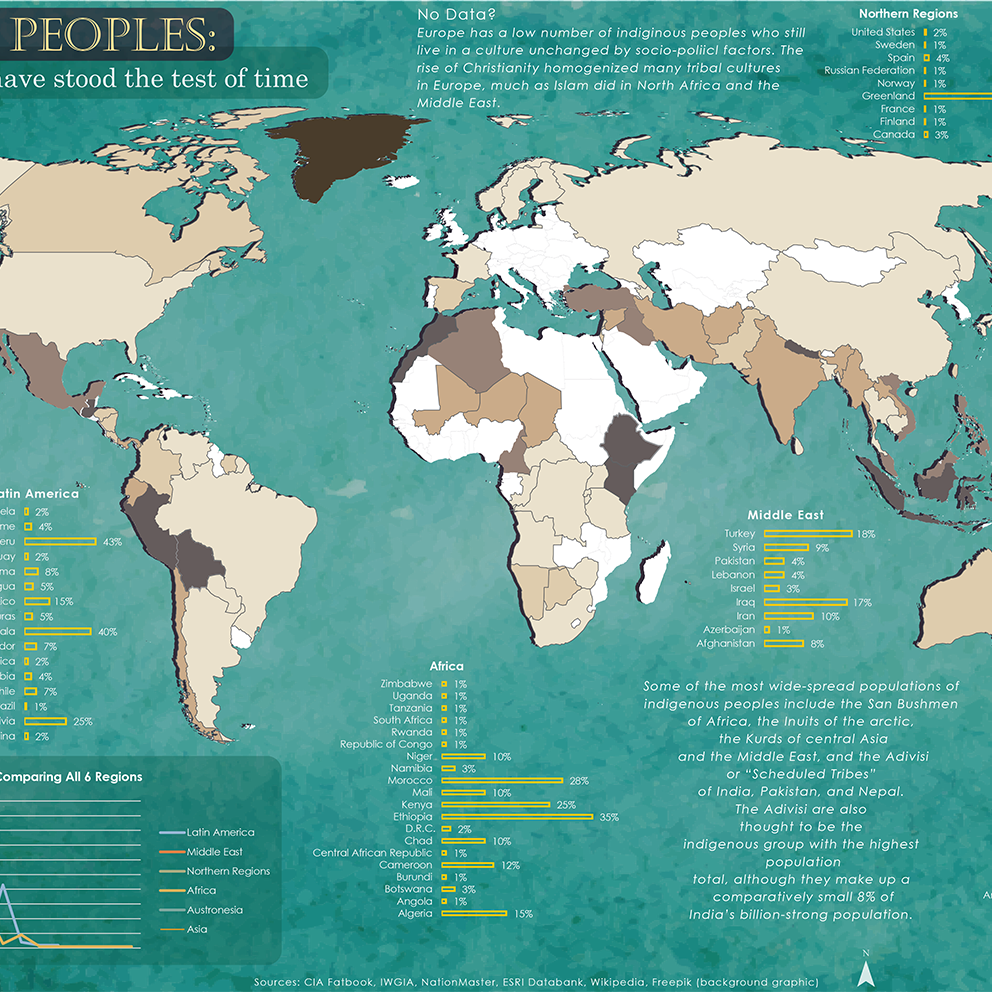 PEOPLES:
have stood the test of time
No Data?
Europe has a low number of indiginous peoples who still
live in a culture unchanged by socio-poliicl factors. The
rise of Christianity homogenized many tribal cultures
in Europe, much as Islam did in North Africa and the
Middle East.
Northern Regions
United States 2%
Sweden 1%
Spain 4%
Russian Federation 1%
Norway 1%
Greenland
France 1%
Finland 1%
Canada 3%
atin America
ela 2%
me 4%
eru 43%
uay 2%
ma 8%
gua 5%
ico 15%
ras 5%
ala 40%
dor 7%
ica 2%
bia 4%
hile 7%
azil 1%
ivia 25%
ina 2%
Middle East
Turkey 18%
Syria 9%
Pakistan 4%
Lebanon 4%
Israel 3%
Iraq 17%
Iran 10%
Azerbaijan 1%
Afghanistan 8%
Africa
Zimbabwe 1%
Uganda 1%
Tanzania 1%
South Africa 1%
Rwanda 1%
Republic of Congo 1%
Niger 10%
Namibia 3%
Morocco 28%
Mali 10%
Kenya 25%
Ethiopia 35%
D.R.C. 2%
Chad 10%
Central African Republic 1%
Cameroon 12%
Burundi 1%
Botswana 3%
Angola 1%
Algeria 15%
Some of the most wide-spread populations of
indigenous peoples include the San Bushmen
of Africa, the Inuits of the arctic,
the Kurds of central Asia
and the Middle East, and the Adivisi
or “Scheduled Tribes”
of India, Pakistan, and Nepal.
The Adivisi are also
thought to be the
indigenous group with the highest
population
total, although they make up a
comparatively small 8% of
India’s billion-strong population.
Comparing All 6 Regions
Latin America
Middle East
Northern Regions
Africa
Austronesia
Asia
A
N
Sources: CIA Fatbook, IWGIA, NationMaster, ESRI Databank, Wikipedia, Freepik (background graphic)